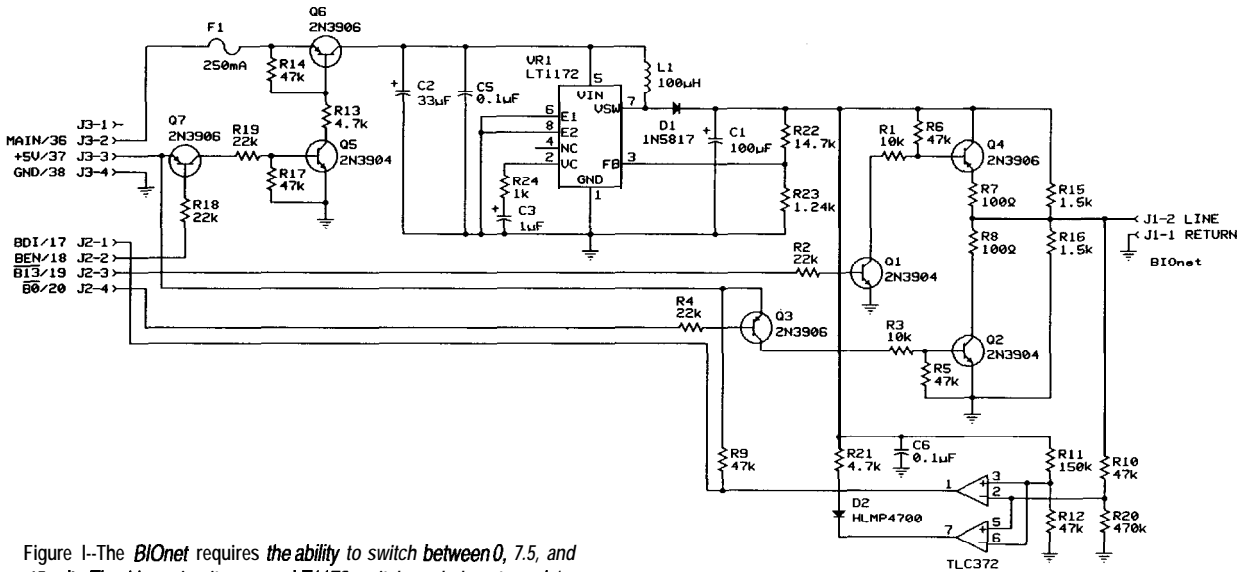 F1
250mA
Q6
2N3906
R14
47k
R13
4.7k
Q5
2N3904
J3-1
MAIN/36 J3-2
+5V/37 J3-3
GND/38 J3-4
Q7
2N3906
R19
22k
R17
47k
R18
22k
BDI/17 J2-1
BEN/18 J2-2
B13/19 J2-3
B0/20 J2-4
+
C2
33µF
C5
0.1µF
VR1
LT1172
5
VIN
VSW
7
6
E1
8
E2
4
NC
2
VC
FB
3
GND
1
R24
1k
+
C3
1µF
L1
100µH
D1
1N5817
+
C1
100µF
R22
14.7k
R23
1.24k
R1
10k
R6
47k
Q4
2N3906
R7
100Ω
R8
100Ω
R15
1.5k
R16
1.5k
J1-2 LINE
J1-1 RETURN
BIOnet
R2
22k
Q1
2N3904
R4
22k
Q3
2N3906
R3
10k
R5
47k
Q2
2N3904
R9
47k
R21
4.7k
C6
0.1µF
R11
150k
R10
47k
D2
HLMP4700
1
+
3
-
2
7
+
5
-
6
R12
47k
R20
470k
TLC372
Figure I--The BIOnet requires the ability to switch between 0, 7.5, and